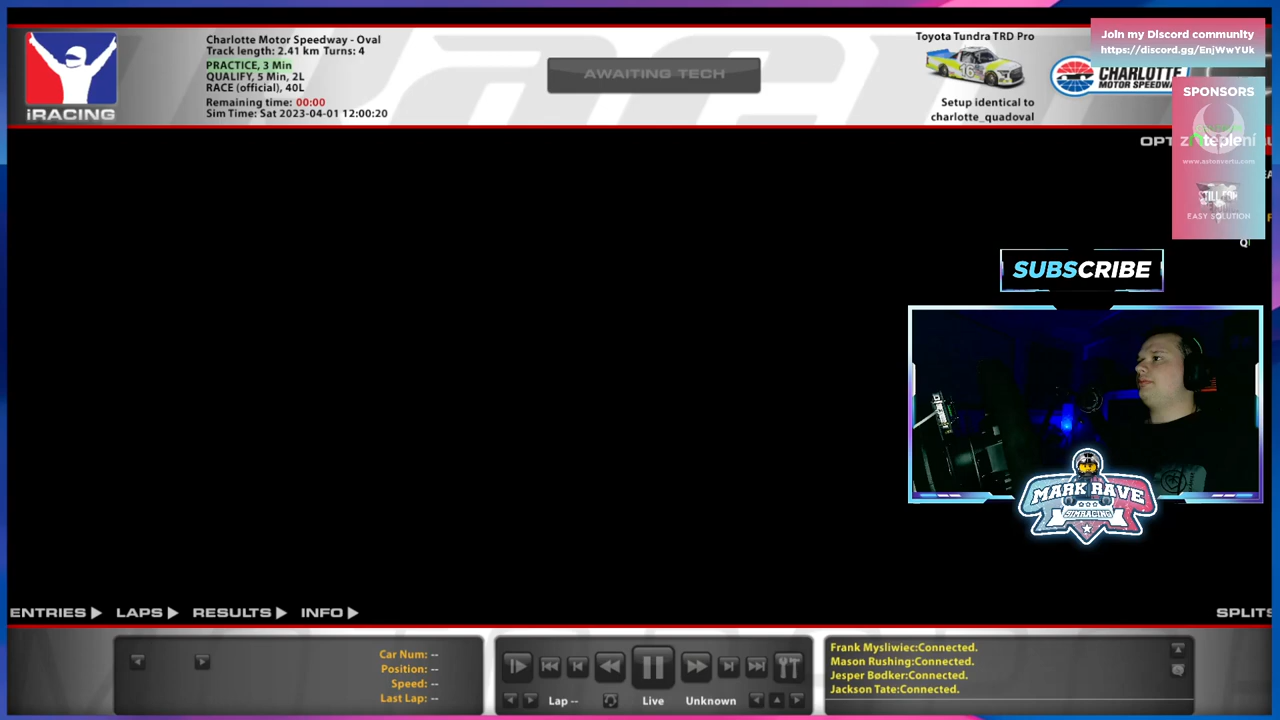 iRACING
Charlotte Motor Speedway - Oval
Track length: 2.41 km Turns: 4
PRACTICE, 3 Min
QUALIFY, 5 Min, 2L
RACE (official), 40L
Remaining time: 00:00
Sim Time: Sat 2023-04-01 12:00:20
AWAITING TECH
Toyota Tundra TRD Pro
16
Setup identical to
charlotte_quadoval
CHARLOTTE
MOTOR SPEEDWAY
Join my Discord community
https://discord.gg/EnjWwYUk
SPONSORS
EASY SOLUTION
OPT
SUBSCRIBE
MARK RAVE
SIMRACING
ENTRIES
LAPS
RESULTS
INFO
SPLITS
Car Num: --
Position: --
Speed: --
Last Lap: --
Lap --
Live
Unknown
Frank Mysliwiec:Connected.
Mason Rushing:Connected.
Jesper Bødker:Connected.
Jackson Tate:Connected.